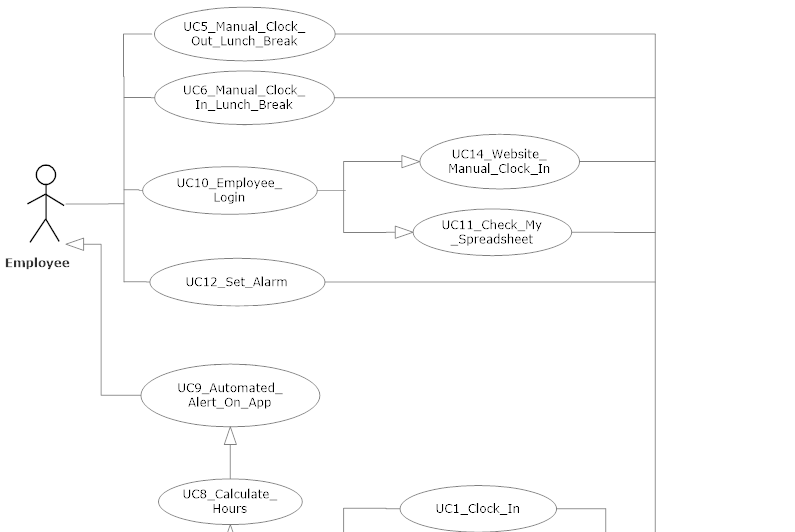 UC5_Manual_Clock_
Out_Lunch_Break
UC6_Manual_Clock_
In_Lunch_Break
UC14_Website_
Manual_Clock_In
UC10_Employee_
Login
UC11_Check_My
_Spreadsheet
Employee
UC12_Set_Alarm
UC9_Automated_
Alert_On_App
UC8_Calculate_
Hours
UC1_Clock_In